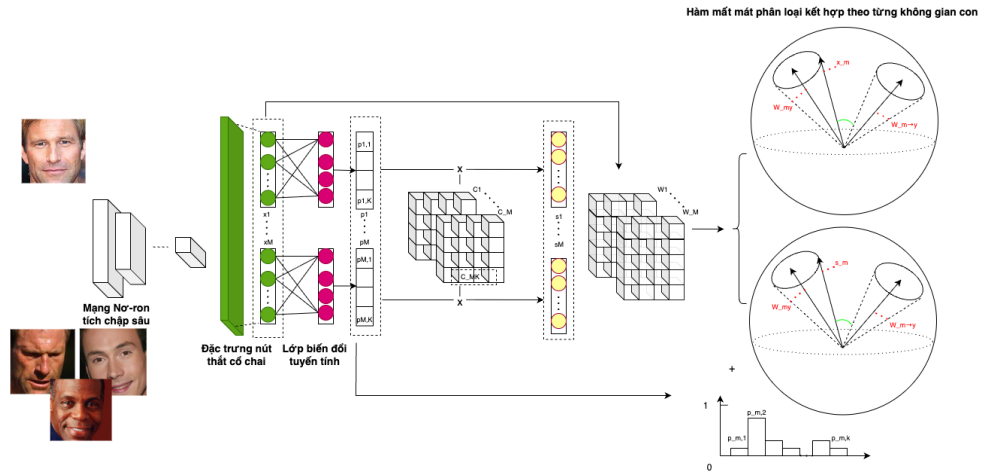 Hàm mất mát phân loại kết hợp theo từng không gian con
x_m
W_my
W_m→y
C1
C_M
W1
W_M
p1,1
p1,K
p1
pM
pM,1
pM,K
x1
xM
x
C_MK
x
s1
sM
Mạng Nơ-ron
tích chập sâu
Đặc trưng nút
thắt cổ chai
Lớp biến đổi
tuyến tính
s_m
W_my
W_m→y
+
1
p_m,2
p_m,1
p_m,k
0